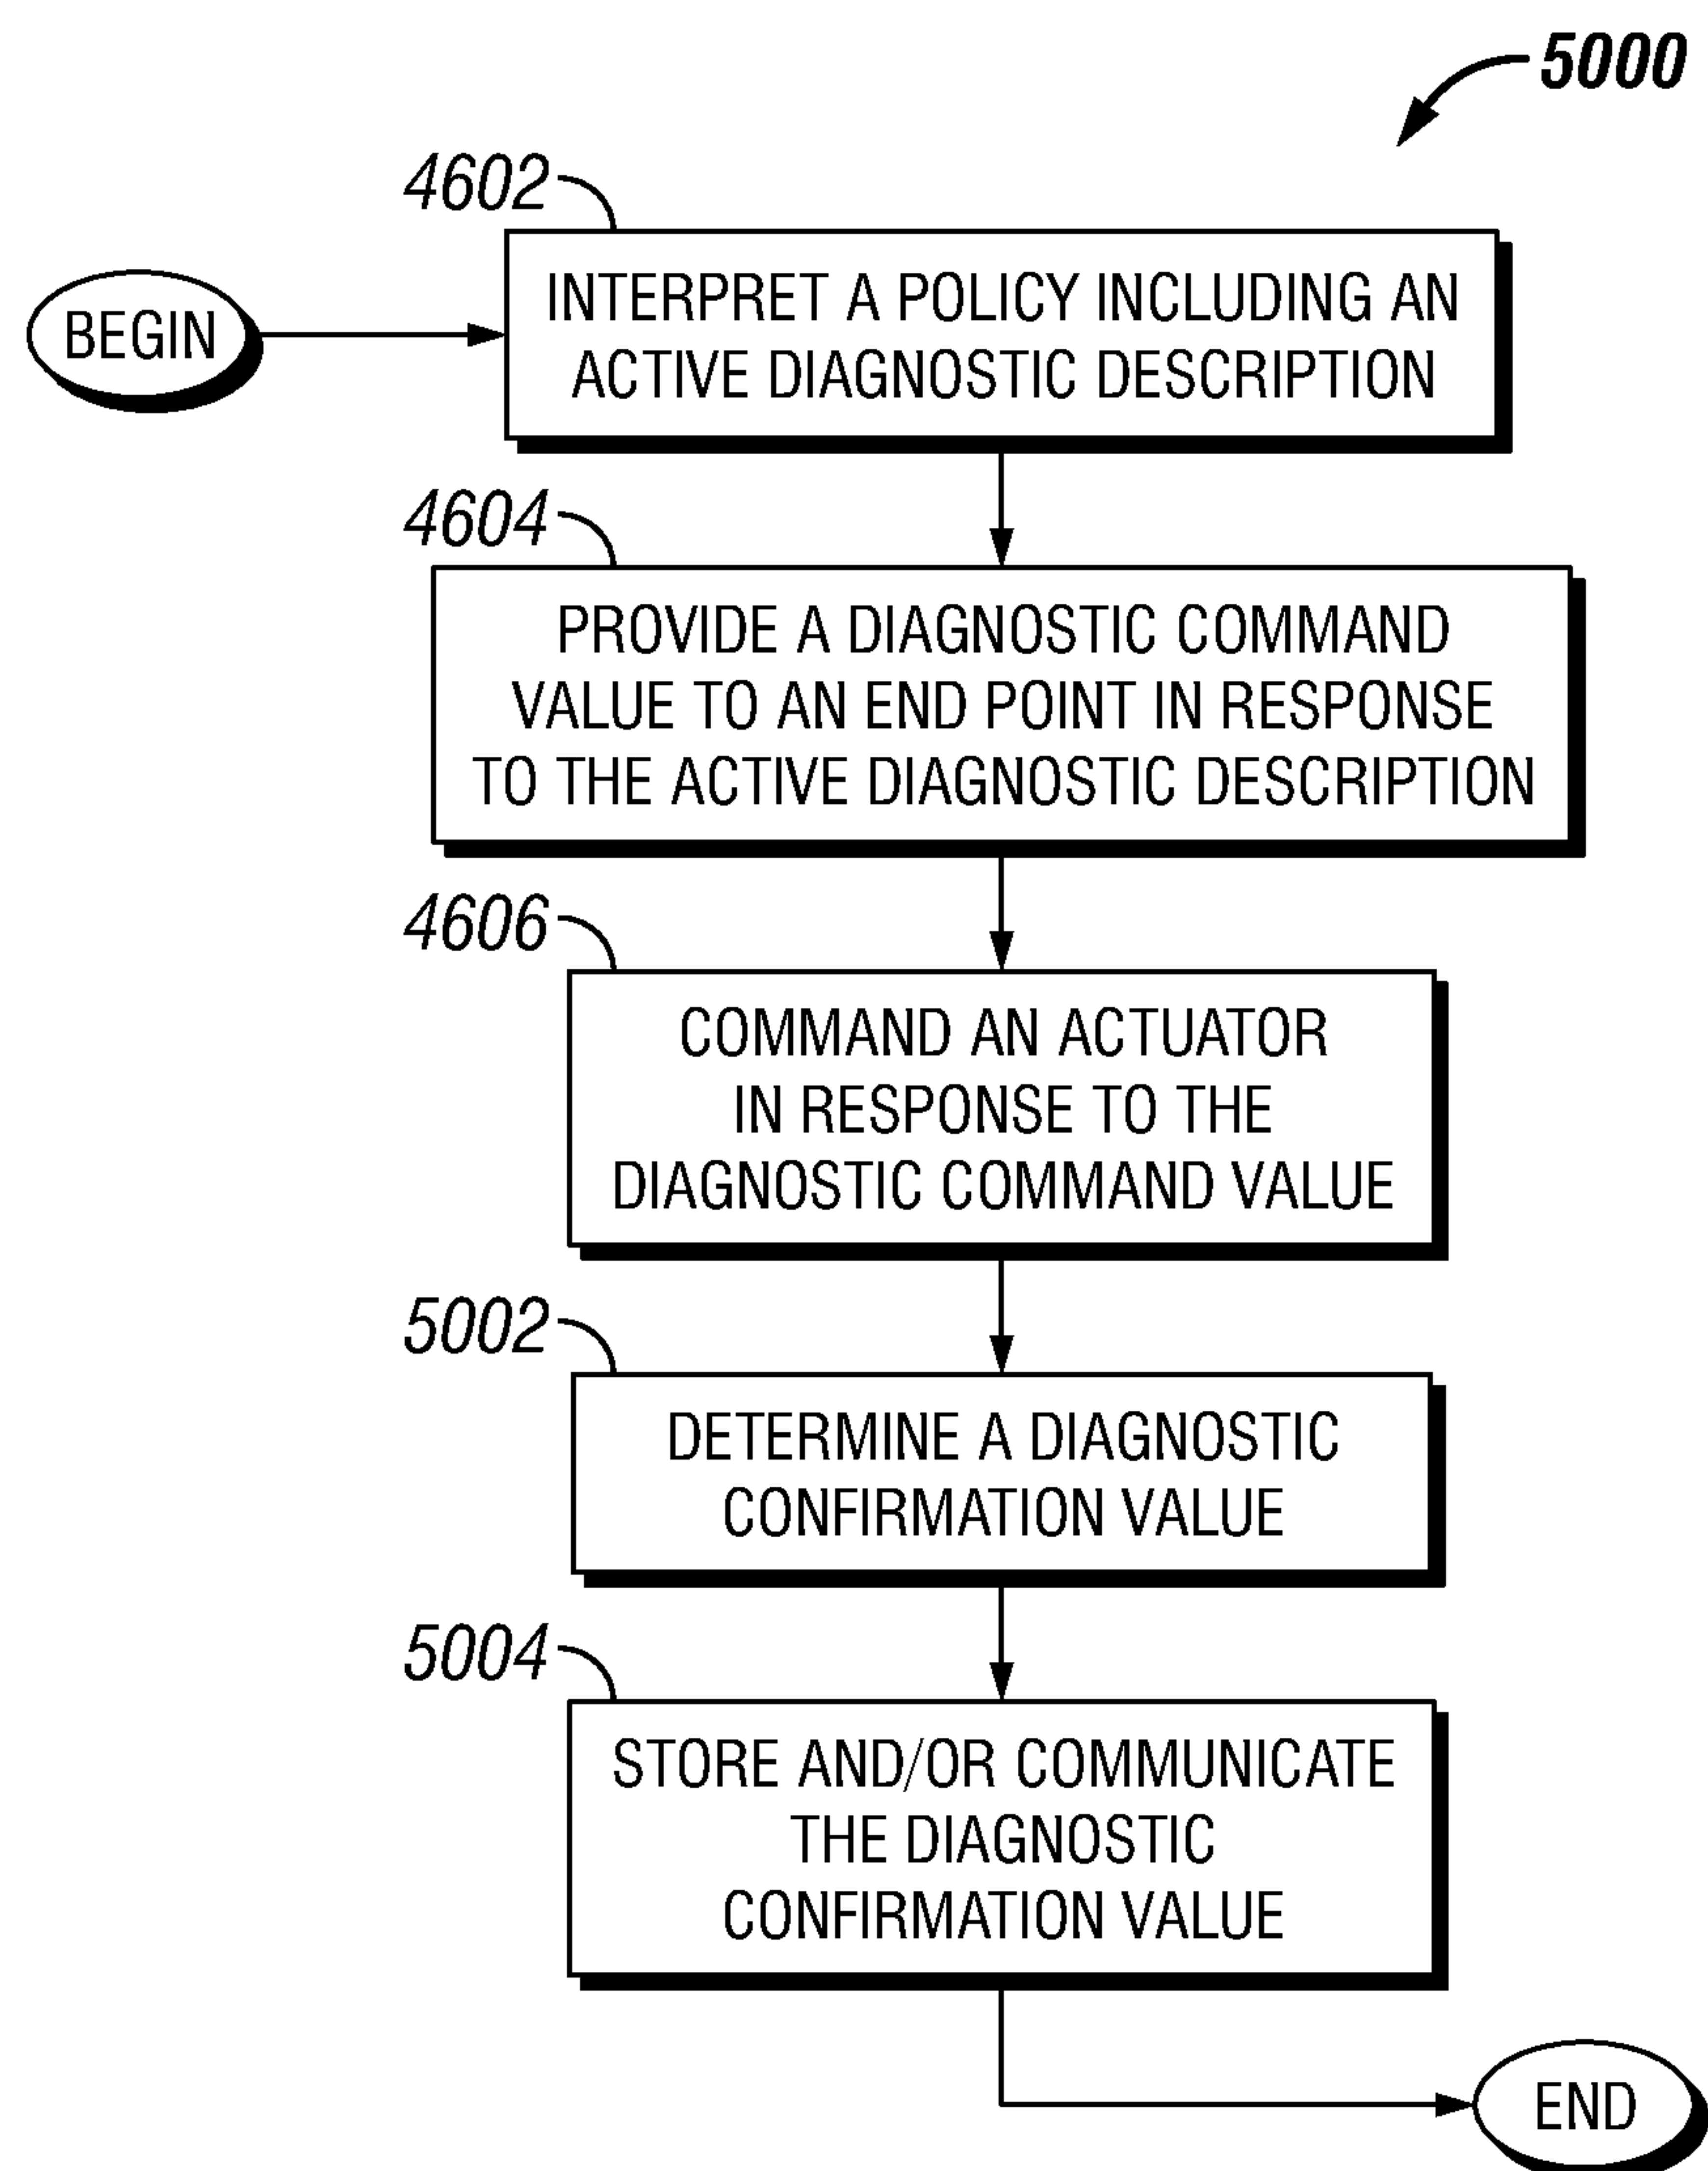 5000
4602
BEGIN
INTERPRET A POLICY INCLUDING AN
ACTIVE DIAGNOSTIC DESCRIPTION
4604
PROVIDE A DIAGNOSTIC COMMAND
VALUE TO AN END POINT IN RESPONSE
TO THE ACTIVE DIAGNOSTIC DESCRIPTION
4606
COMMAND AN ACTUATOR
IN RESPONSE TO THE
DIAGNOSTIC COMMAND VALUE
5002
DETERMINE A DIAGNOSTIC
CONFIRMATION VALUE
5004
STORE AND/OR COMMUNICATE
THE DIAGNOSTIC
CONFIRMATION VALUE
END